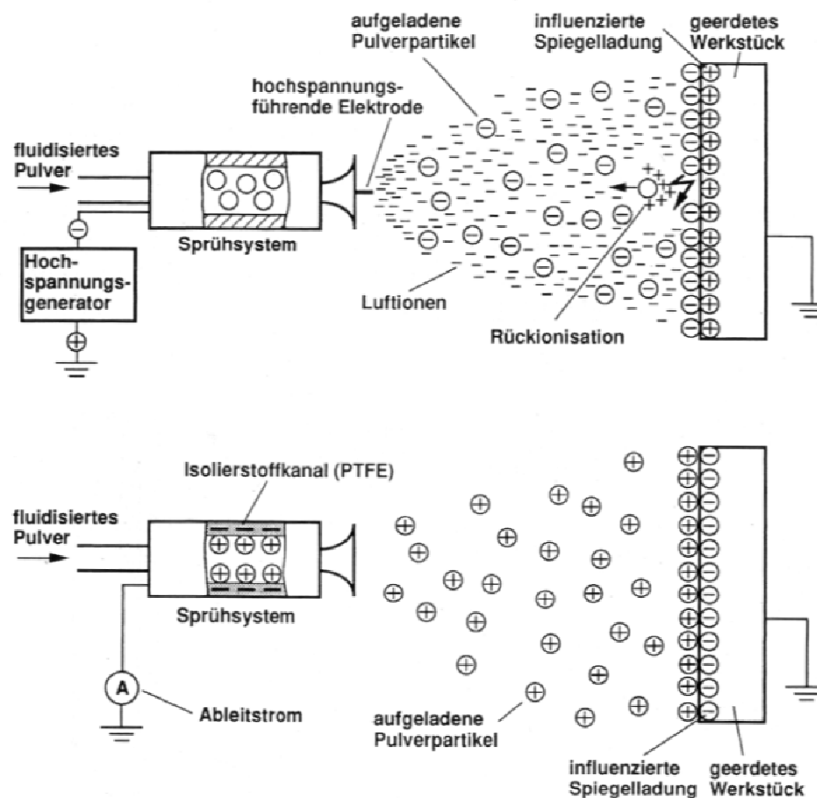 aufgeladene
Pulverpartikel
influenzierte
Spiegelladung
geerdetes
Werkstück
hochspannungs-
führende Elektrode
fluidisiertes
Pulver
Sprühsystem
Hoch-
spannungs-
generator
Luftionen
Rückionisation
Isolierstoffkanal (PTFE)
fluidisiertes
Pulver
Sprühsystem
A
Ableitstrom
aufgeladene
Pulverpartikel
influenzierte
Spiegelladung
geerdetes
Werkstück